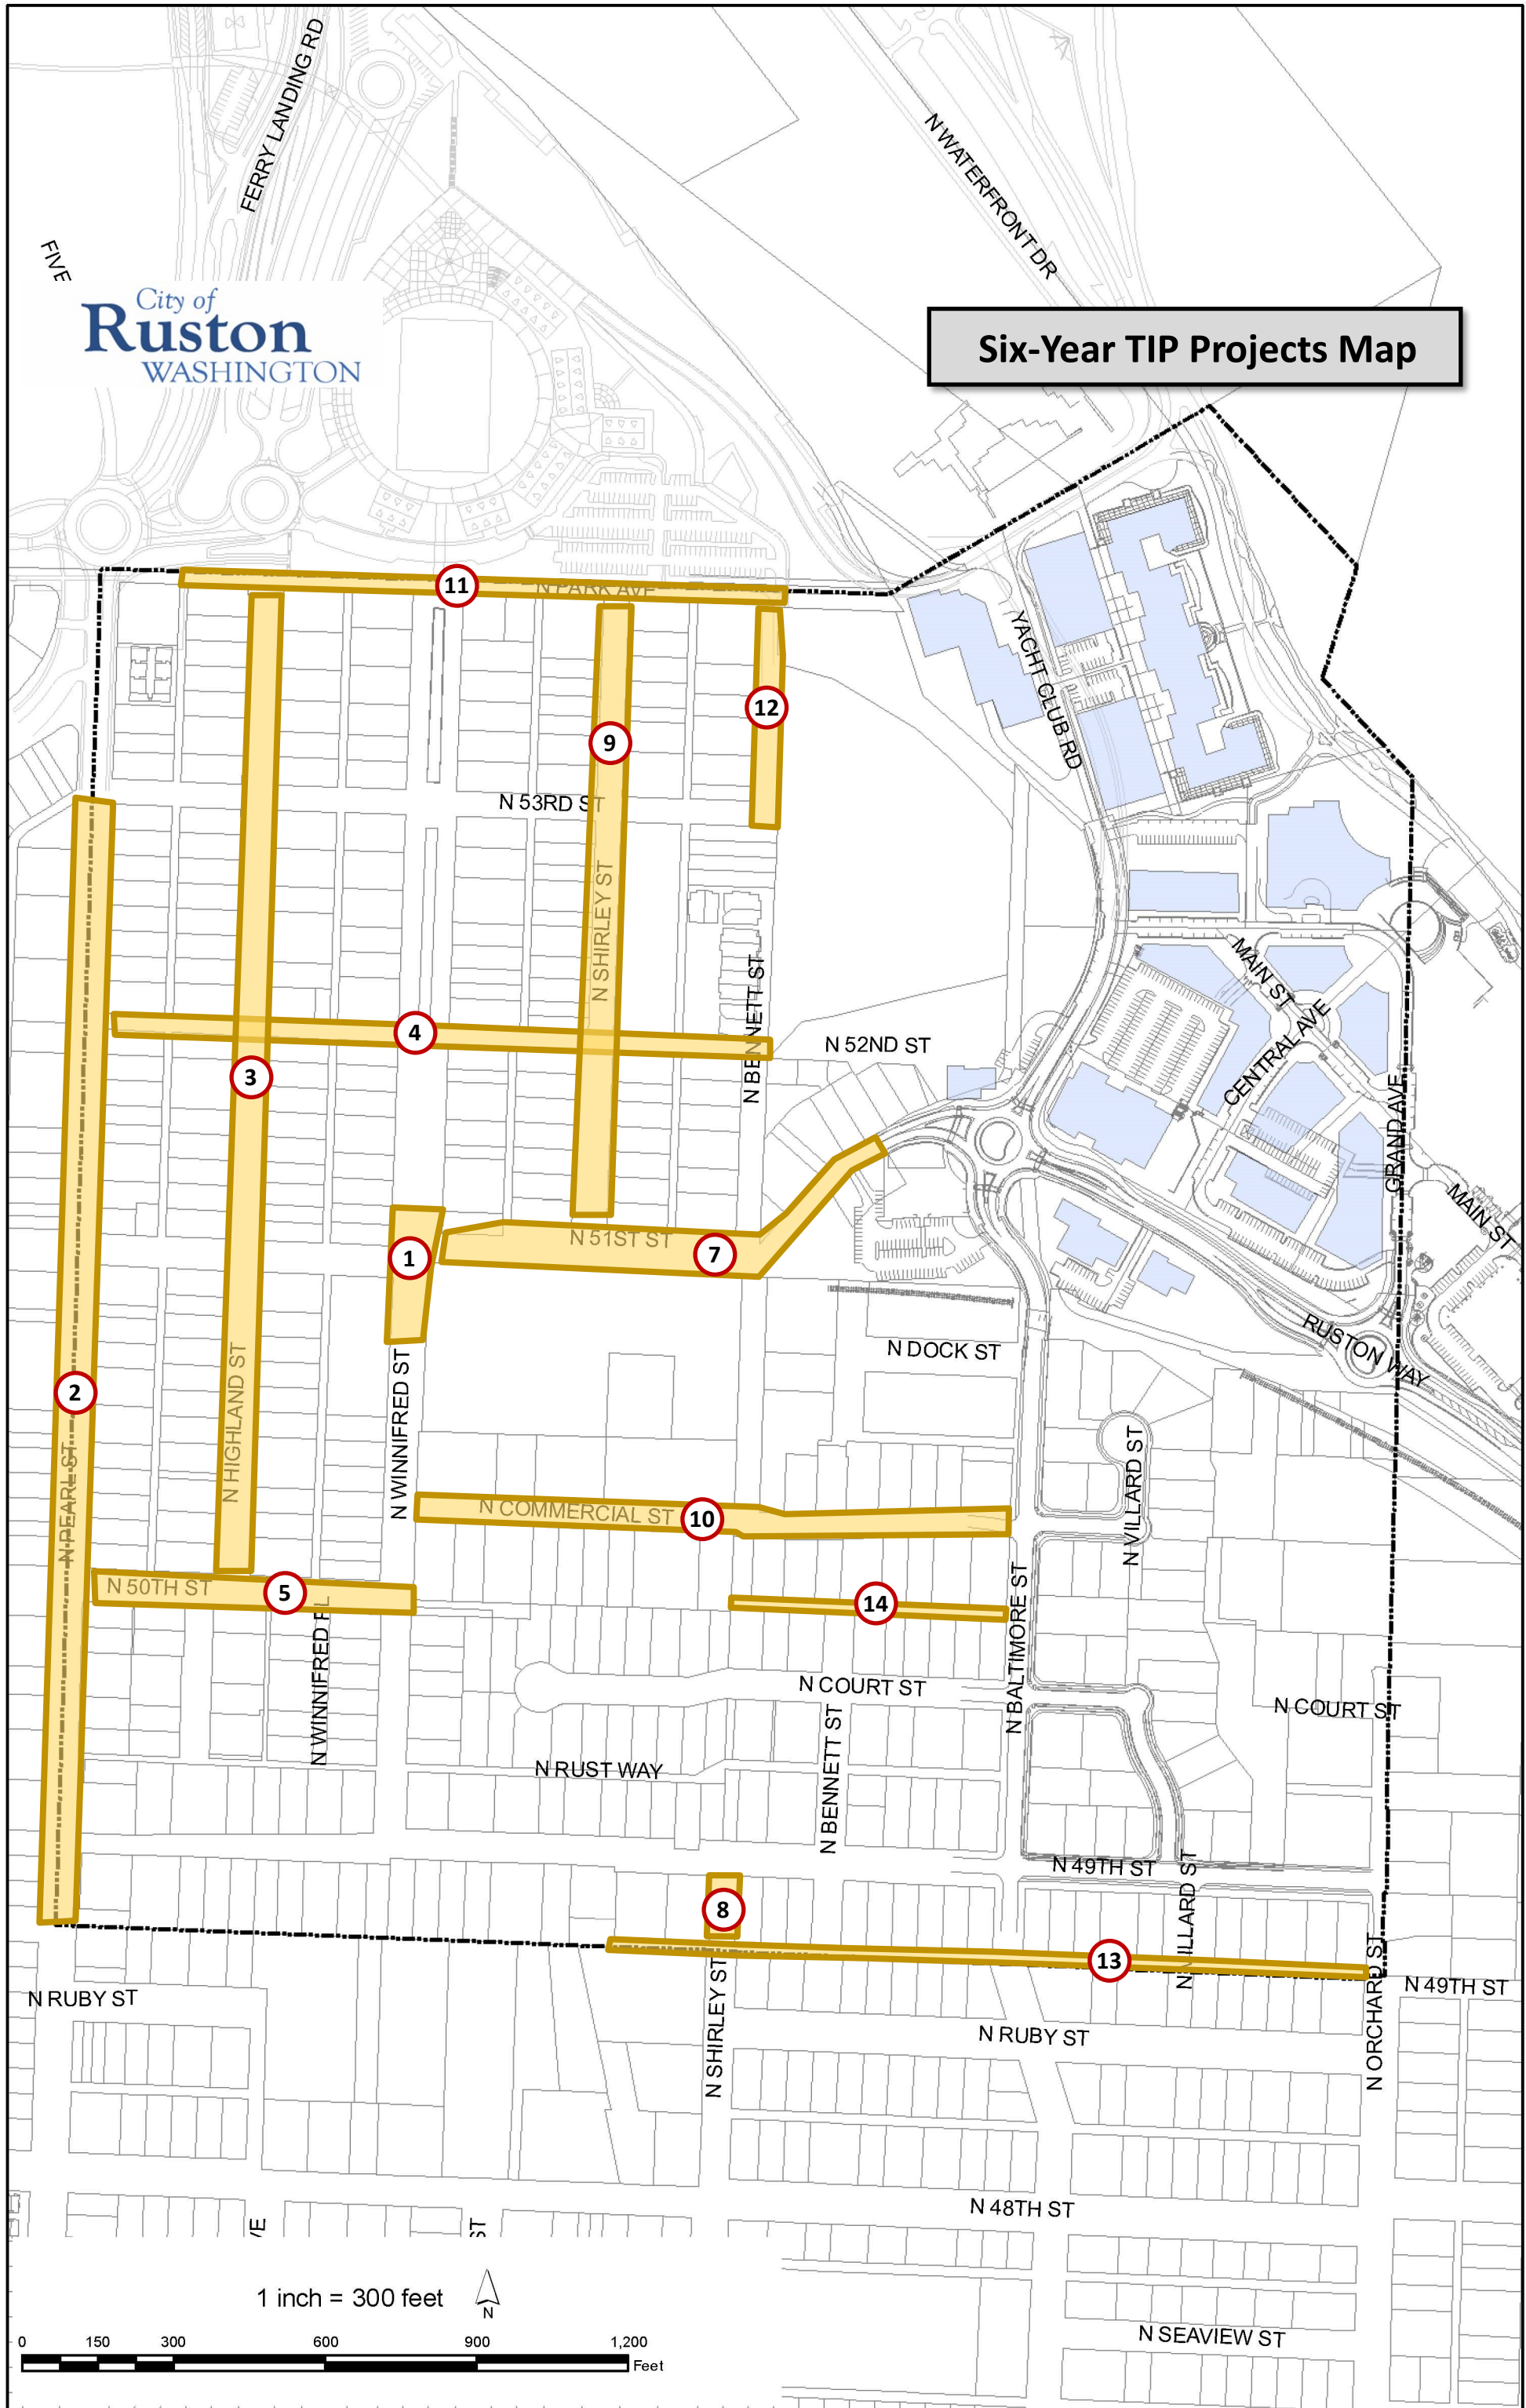 FERRY LANDING RD
N WATERFRONT DR
FIVE
City of
Ruston
WASHINGTON
Six-Year TIP Projects Map
11
N PARK AVE
12
9
YACHT CLUB RD
N 53RD ST
N SHIRLEY ST
MAIN ST
N BENNETT ST
4
N 52ND ST
CENTRAL AVE
3
GRAND AVE
MAIN ST
1
N 51ST ST
7
N DOCK ST
RUSTON WAY
2
N HIGHLAND ST
N WINNIFRED ST
N PEARL ST
N VILLARD ST
N COMMERCIAL ST
10
N 50TH ST
5
14
N WINNIFRED PL
N BALTIMORE ST
N COURT ST
N COURT ST
N RUST WAY
N BENNETT ST
N 49TH ST
N VILLARD ST
8
13
N ORCHARD ST
N 49TH ST
N RUBY ST
N SHIRLEY ST
N RUBY ST
N 48TH ST
VE
ST
1 inch = 300 feet
N
N SEAVIEW ST
0 150 300 600 900 1,200
Feet